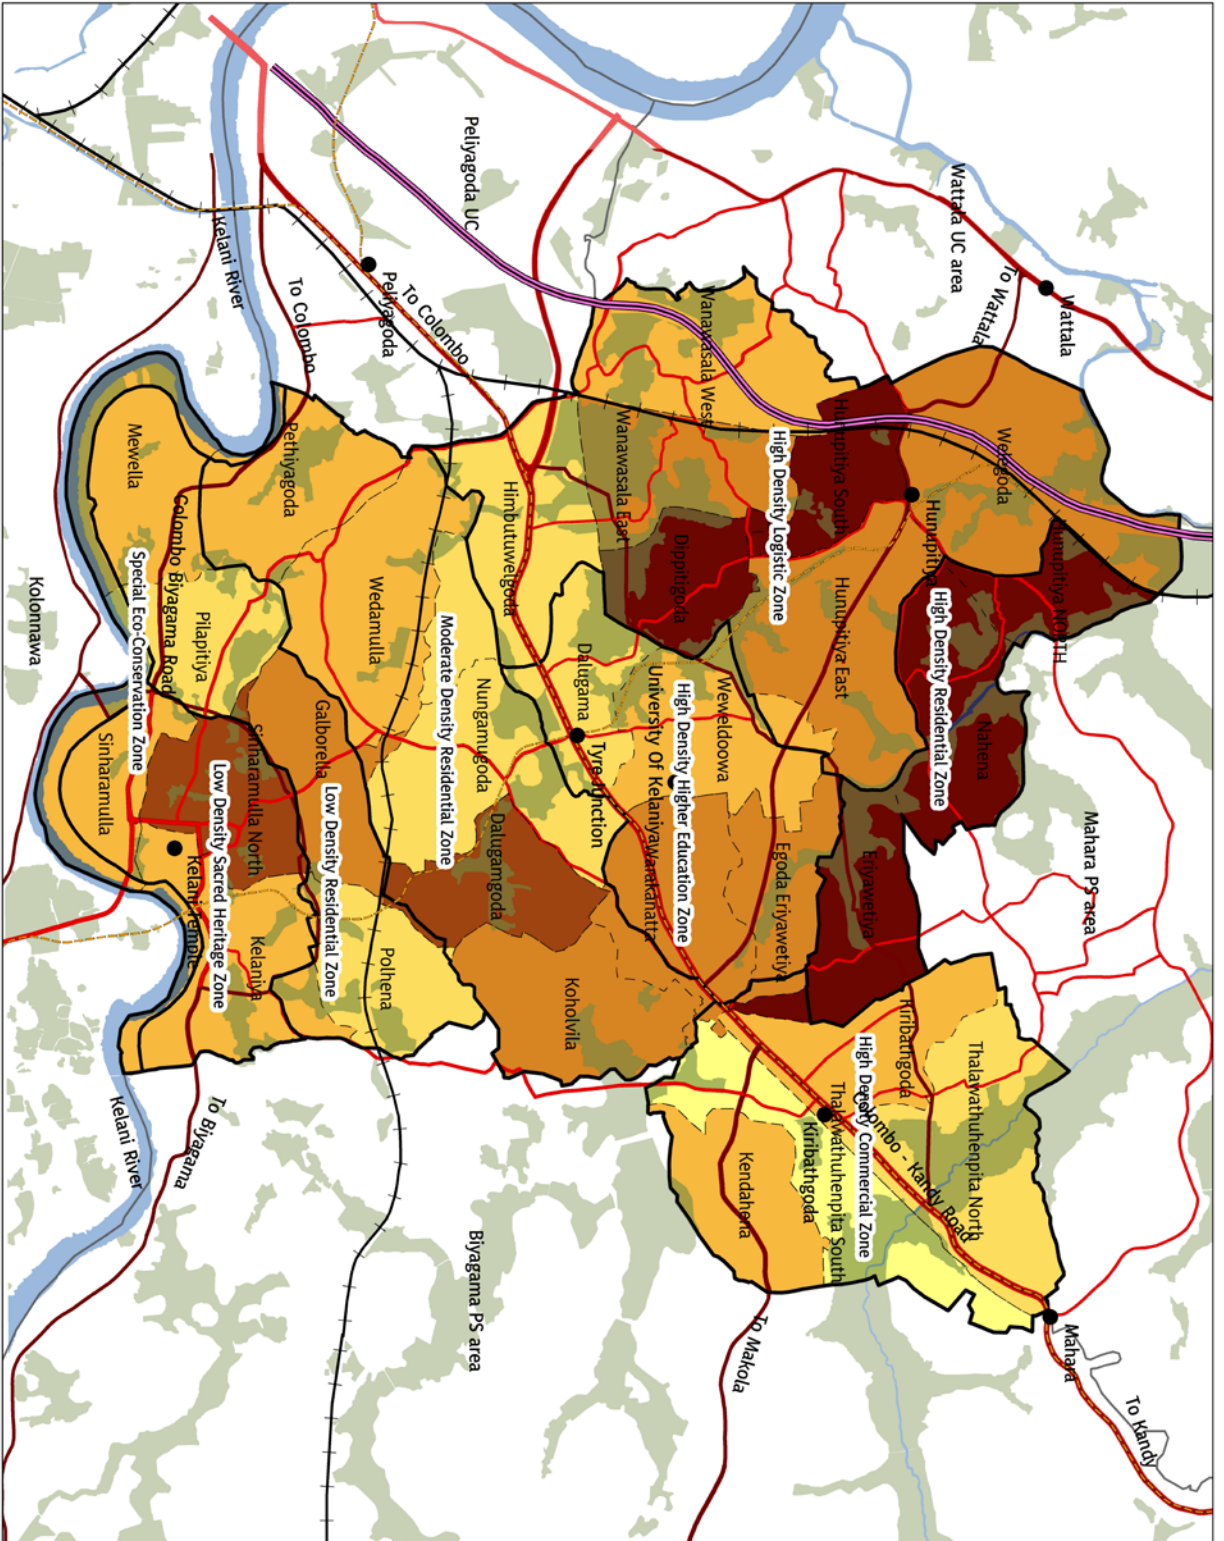 Wattala UC area
Wattala
To Wattala
Peliyagoda UC
Peliyagoda
To Colombo
To Colombo
Kelani River
Wanawasala West
Hunupitiya South
Welegoda
Hunupitiya NORTH
Hunupitiya
High Density Logistic Zone
Wanawasala East
Dippitigoda
Hunupitiya East
High Density Residential Zone
Nahena
Mahara PS area
Himbutuwelgoda
Pethiyagoda
Mewella
Colombo Biyagama Road
Pilapitiya
Wedamulla
Special Eco-Conservation Zone
Kolonnawa
Moderate Density Residential Zone
Nungamugoda
Dalugama
Tyre Junction
University Of Kelaniya
Weweldoowa
High Density Higher Education Zone
Warakanatta
Egoda Eriyawetiya
Eriyawetiya
Galborella
Sinharamulla North
Sinharamulla
Low Density Sacred Heritage Zone
Low Density Residential Zone
Dalugamgoda
Kelani Temple
Kelaniya
Polhena
Koholvila
Kiribathgoda
Thalawathuhenpita North
High Density Commercial Zone
Colombo - Kandy Road
Thalawathuhenpita South
Kiribathgoda
Kendahena
Kelani River
To Biyagama
Biyagama PS area
To Makola
Mahara
To Kandy